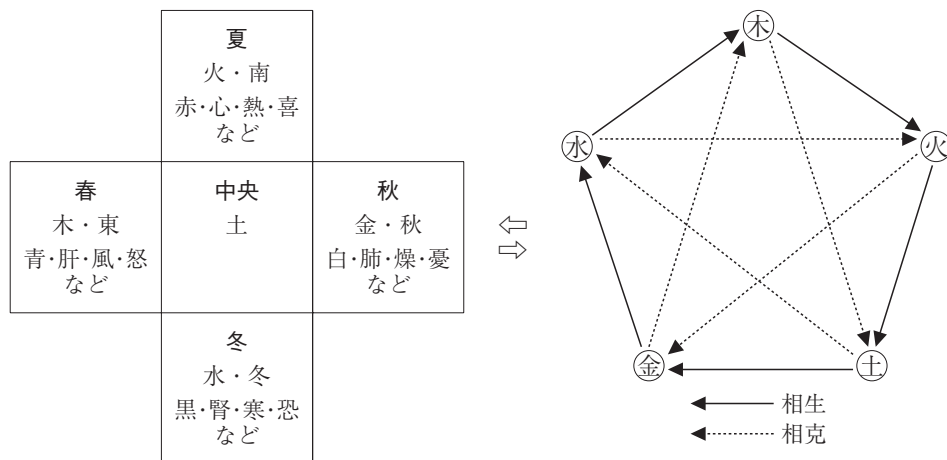 夏
火・南
赤・心・熱・喜
など
春
木・東
青・肝・風・怒
など
中央
土
秋
金・秋
白・肺・燥・憂
など
冬
水・冬
黒・腎・寒・恐
など
木
火
土
金
水
相生
相克